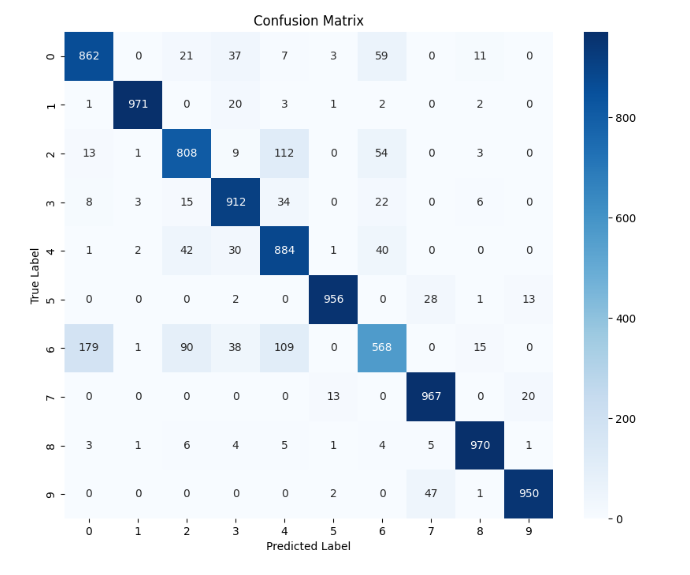 Confusion Matrix
0 862 0 21 37 7 3 59 0 11 0
1 1 971 0 20 3 1 2 0 2 0
2 13 1 808 9 112 0 54 0 3 0
3 8 3 15 912 34 0 22 0 6 0
4 1 2 42 30 884 1 40 0 0 0
5 0 0 0 2 0 956 0 28 1 13
6 179 1 90 38 109 0 568 0 15 0
7 0 0 0 0 0 13 0 967 0 20
8 3 1 6 4 5 1 4 5 970 1
9 0 0 0 0 0 2 0 47 1 950
0 1 2 3 4 5 6 7 8 9
Predicted Label
True Label
800
600
400
200
0